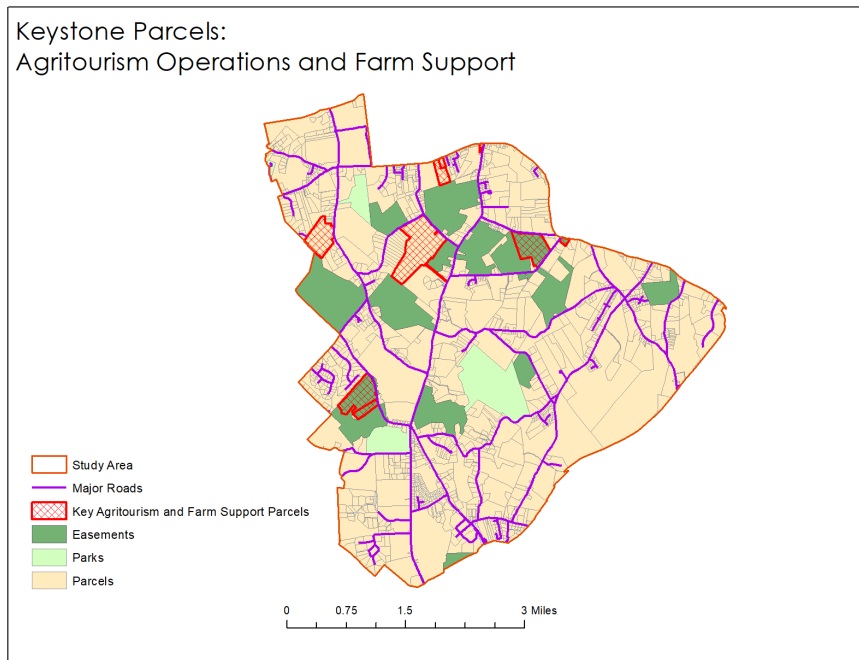 Keystone Parcels:
Agritourism Operations and Farm Support
Study Area
Major Roads
Key Agritourism and Farm Support Parcels
Easements
Parks
Parcels
0 0.75 1.5 3 Miles